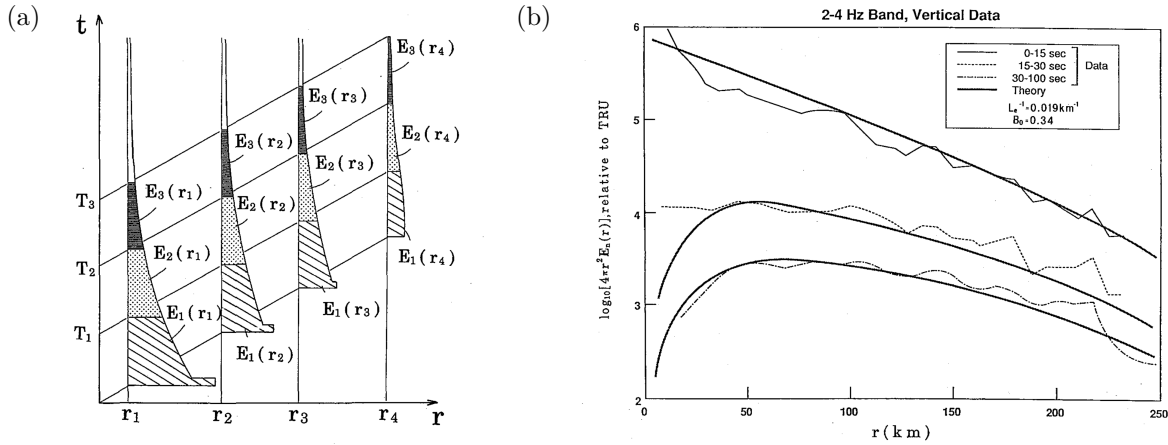 (a)
t
E₃(r₄)
E₃(r₃)
E₃(r₂)
E₂(r₄)
E₂(r₃)
T₃
E₃(r₁)
E₂(r₂)
E₁(r₄)
T₂
E₂(r₁)
E₁(r₃)
T₁
E₁(r₁)
E₁(r₂)
r₁ r₂ r₃ r₄ r
(b)
2-4 Hz Band, Vertical Data
log₁₀[4πr²Eₙ(r)],relative to TRU
6
5
4
3
2
0-15 sec
15-30 sec Data
30-100 sec
Theory
Lₑ⁻¹=0.019km⁻¹
B₀=0.34
0 50 100 150 200 250
r (km)